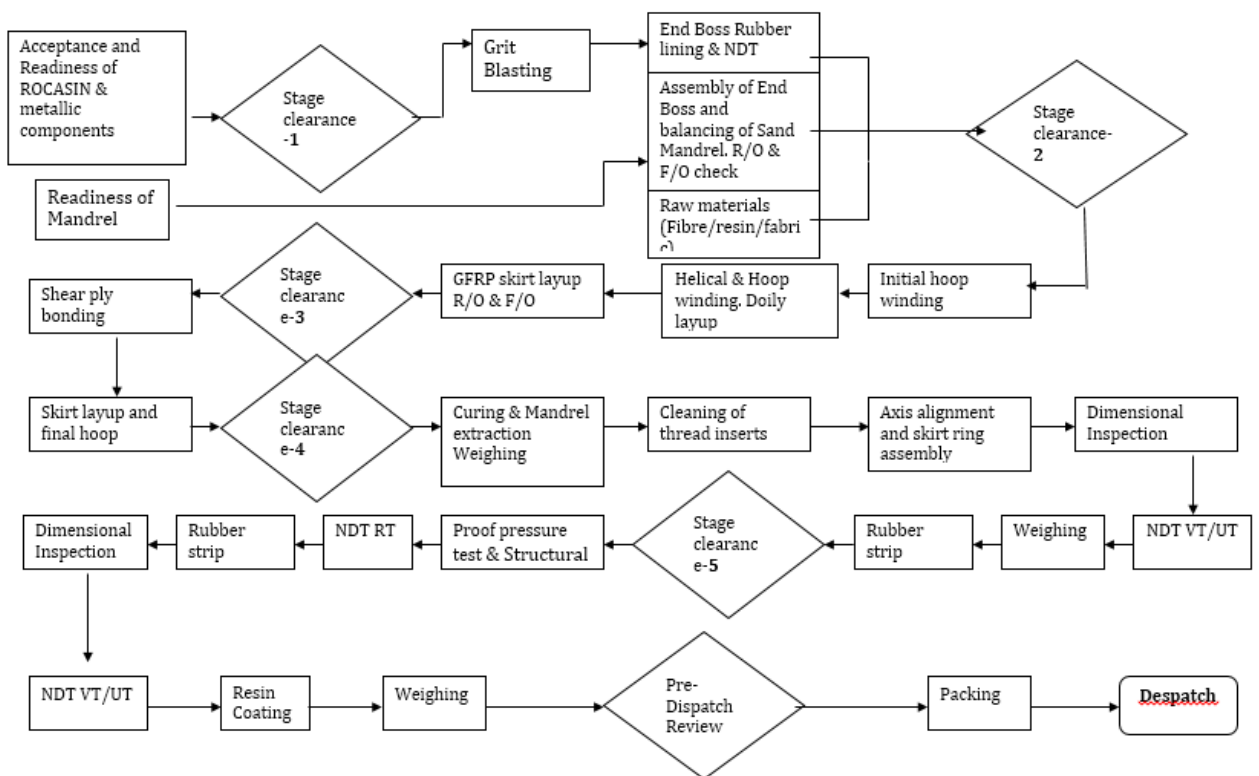 Acceptance and
Readiness of
ROCASIN &
metallic
components
Stage
clearance
-1
Grit
Blasting
End Boss Rubber
lining & NDT
Assembly of End
Boss and
balancing of Sand
Mandrel. R/O &
F/O check
Raw materials
(Fibre/resin/fabri
c)
Stage
clearance-
2
Readiness of
Mandrel
Initial hoop
winding
Helical & Hoop
winding. Doily
layup
GFRP skirt layup
R/O & F/O
Stage
clearanc
e-3
Shear ply
bonding
Skirt layup and
final hoop
Stage
clearanc
e-4
Curing & Mandrel
extraction
Weighing
Cleaning of
thread inserts
Axis alignment
and skirt ring
assembly
Dimensional
Inspection
NDT VT/UT
Weighing
Rubber
strip
Stage
clearanc
e-5
Proof pressure
test & Structural
NDT RT
Rubber
strip
Dimensional
Inspection
NDT VT/UT
Resin
Coating
Weighing
Pre-
Dispatch
Review
Packing
Despatch